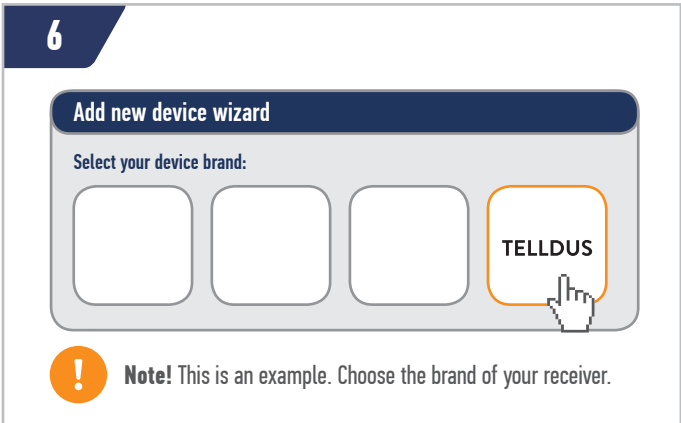 6
Add new device wizard
Select your device brand:
TELLDUS
!
Note! This is an example. Choose the brand of your receiver.